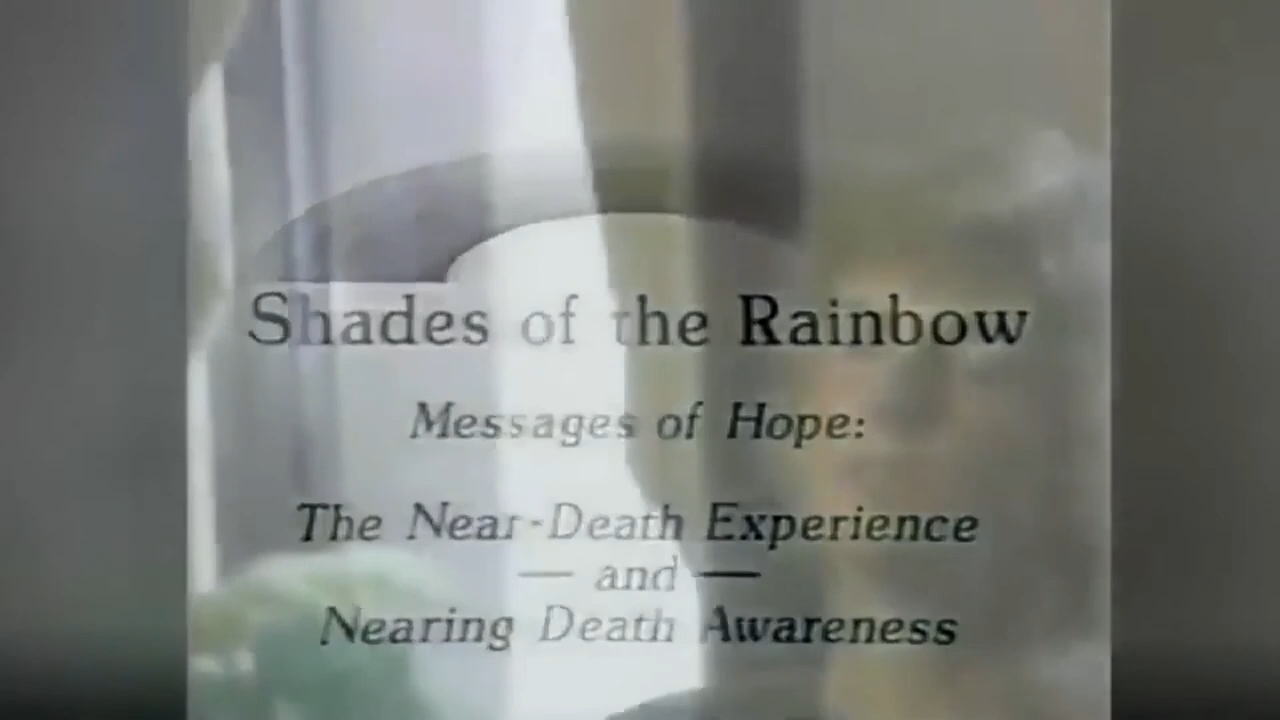 Shades of the Rainbow
Messages of Hope:
The Near-Death Experience
— and —
Nearing Death Awareness